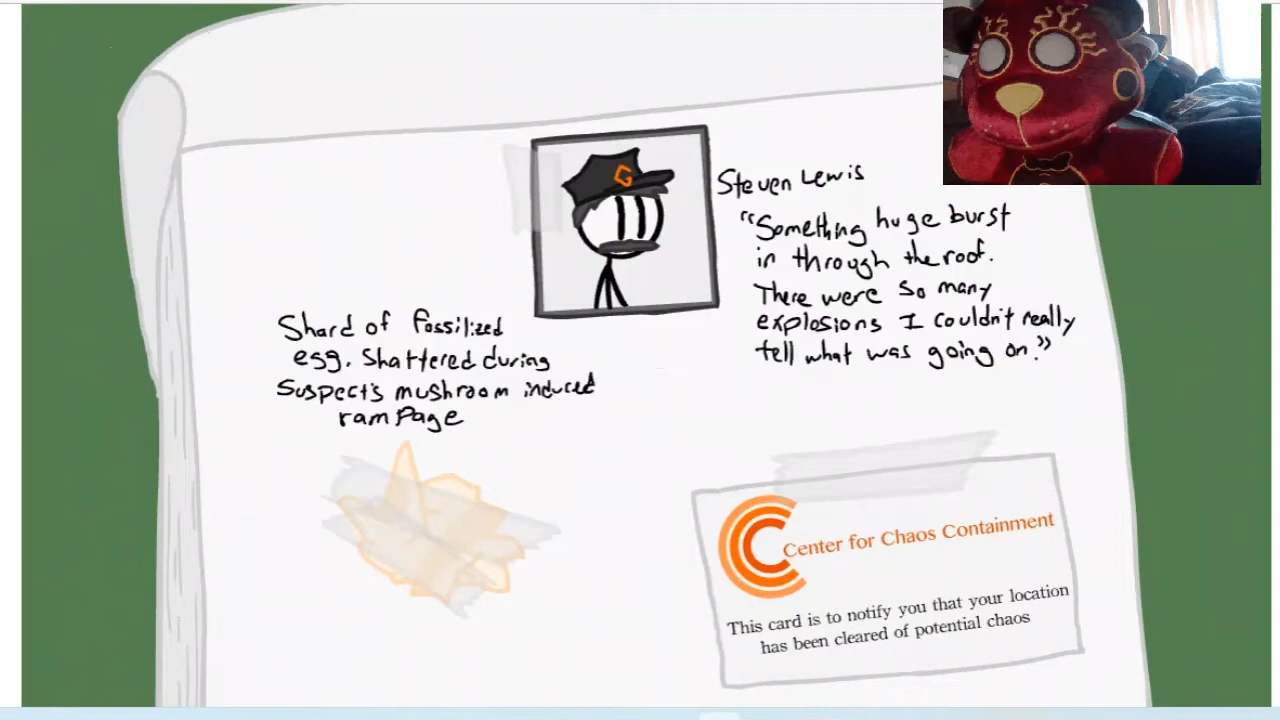 Steven Lewis
"Something huge burst
in through the roof.
There were so many
explosions I couldn't really
tell what was going on."
Shard of fossilized
egg. Shattered during
Suspect's mushroom induced
rampage
Center for Chaos Containment
This card is to notify you that your location
has been cleared of potential chaos